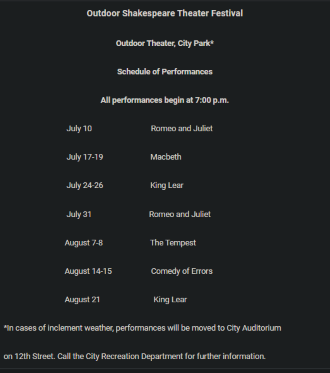 Outdoor Shakespeare Theater Festival
Outdoor Theater, City Park*
Schedule of Performances
All performances begin at 7:00 p.m.
July 10 Romeo and Juliet
July 17-19 Macbeth
July 24-26 King Lear
July 31 Romeo and Juliet
August 7-8 The Tempest
August 14-15 Comedy of Errors
August 21 King Lear
*In cases of inclement weather, performances will be moved to City Auditorium
on 12th Street. Call the City Recreation Department for further information.